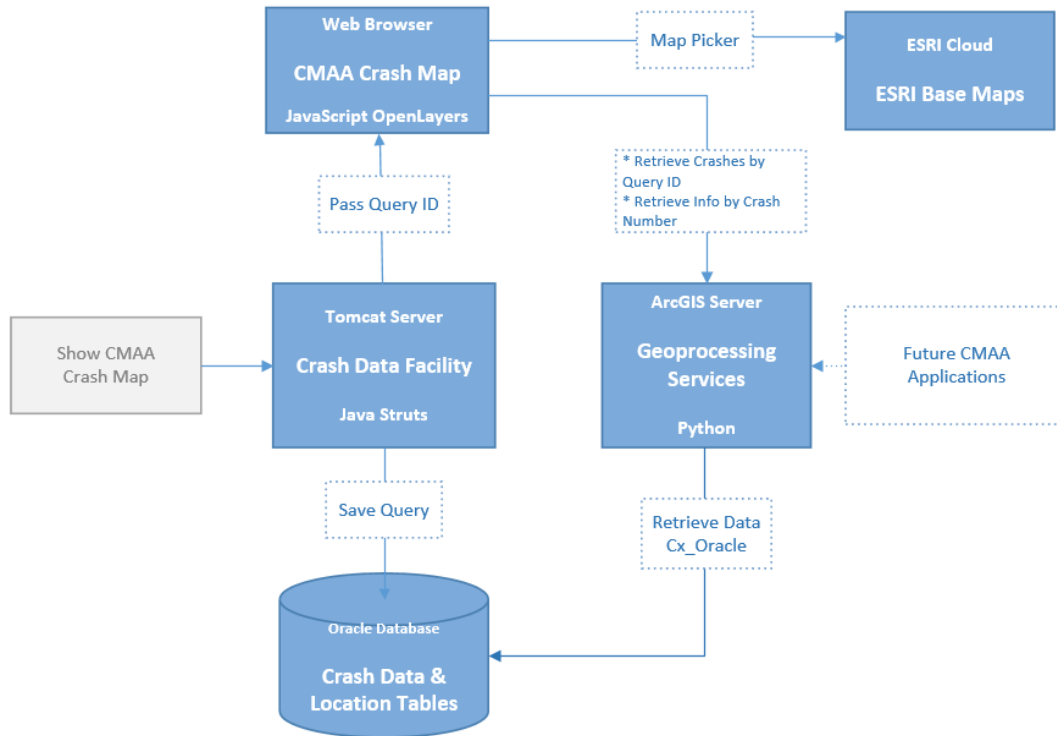 Web Browser
CMAA Crash Map
JavaScript OpenLayers
Map Picker
ESRI Cloud
ESRI Base Maps
* Retrieve Crashes by
Query ID
* Retrieve Info by Crash
Number
Pass Query ID
Show CMAA
Crash Map
Tomcat Server
Crash Data Facility
Java Struts
ArcGIS Server
Geoprocessing
Services
Python
Future CMAA
Applications
Save Query
Retrieve Data
Cx_Oracle
Oracle Database
Crash Data &
Location Tables